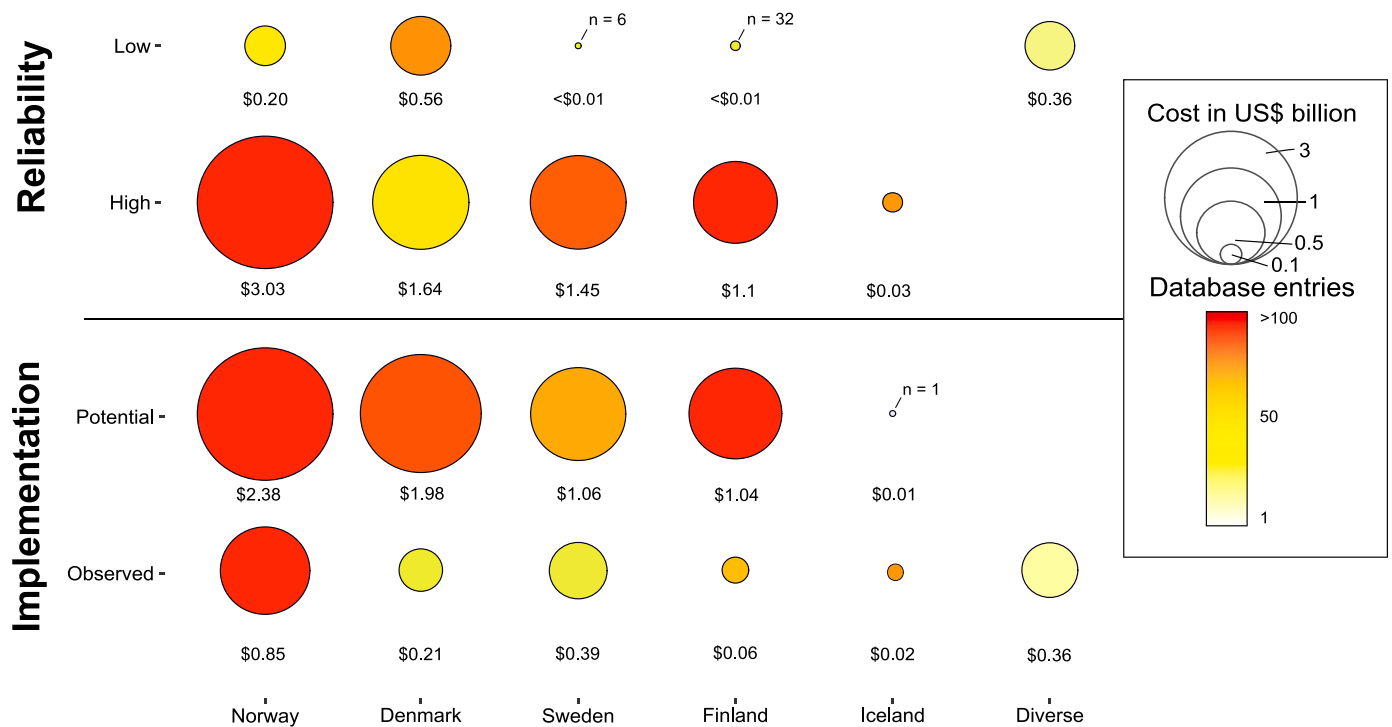 Reliability
Low
n = 6
n = 32
$0.20
$0.56
<$0.01
<$0.01
$0.36
High
$3.03
$1.64
$1.45
$1.1
$0.03
Implementation
Potential
n = 1
$2.38
$1.98
$1.06
$1.04
$0.01
Observed
$0.85
$0.21
$0.39
$0.06
$0.02
$0.36
Norway
Denmark
Sweden
Finland
Iceland
Diverse
Cost in US$ billion
3
1
0.5
0.1
Database entries
>100
50
1